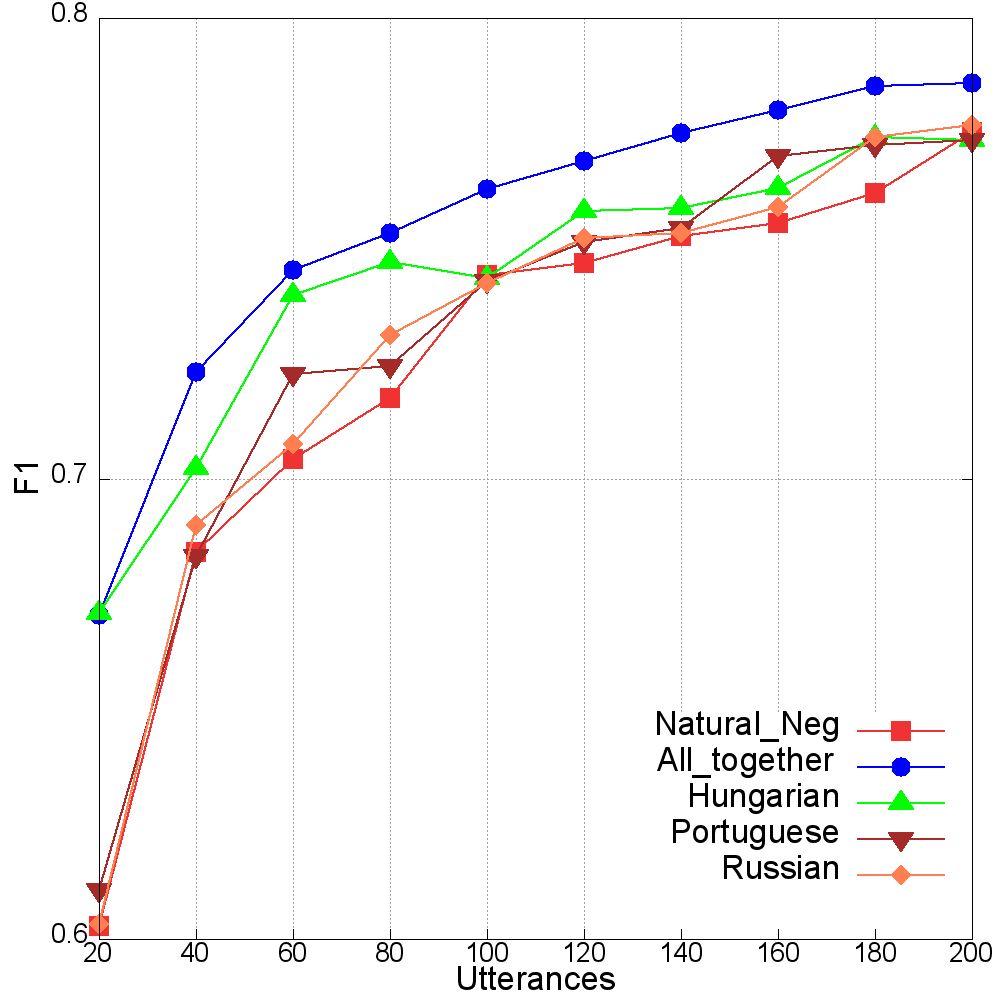 0.8
0.7
0.6
F1
Natural_Neg
All_together
Hungarian
Portuguese
Russian
20 40 60 80 100 120 140 160 180 200
Utterances